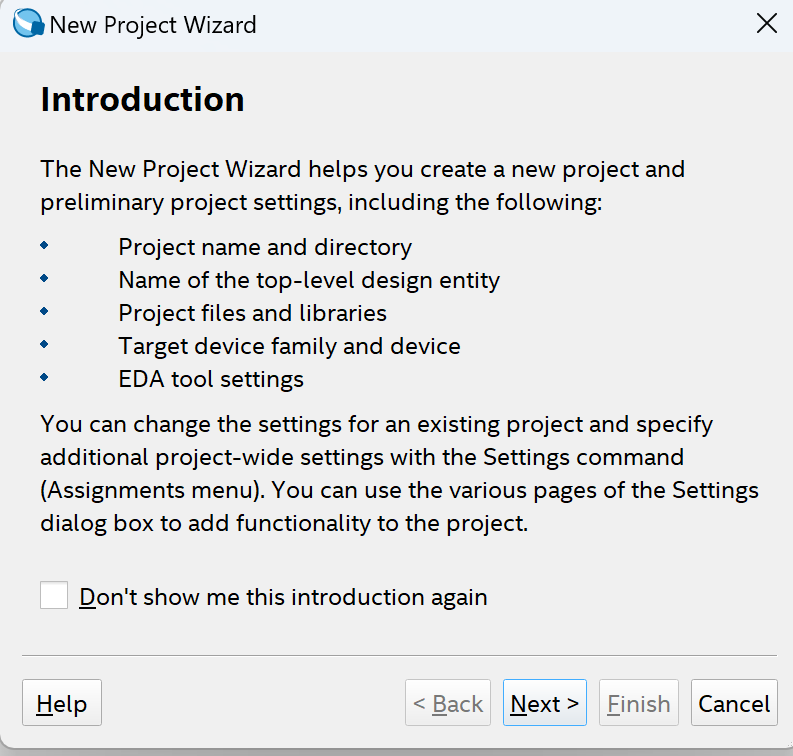 New Project Wizard
Introduction
The New Project Wizard helps you create a new project and
preliminary project settings, including the following:
Project name and directory
Name of the top-level design entity
Project files and libraries
Target device family and device
EDA tool settings
You can change the settings for an existing project and specify
additional project-wide settings with the Settings command
(Assignments menu). You can use the various pages of the Settings
dialog box to add functionality to the project.
Don't show me this introduction again
Help < Back Next > Finish Cancel